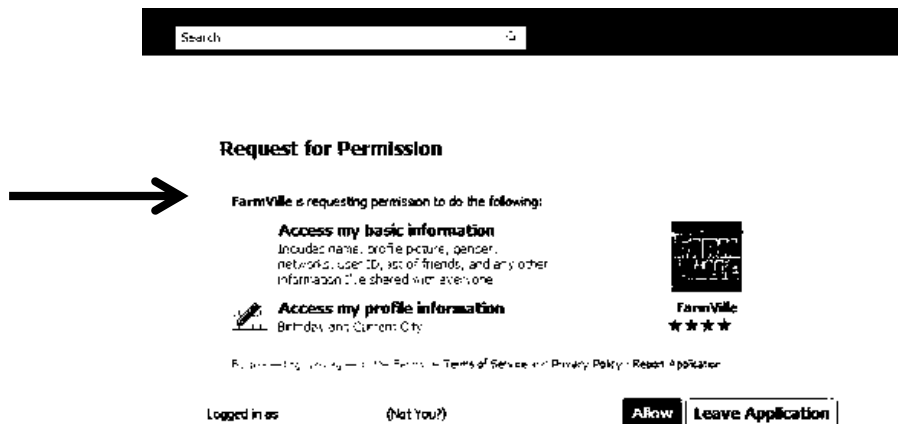 Search
Request for Permission
FarmVille is requesting permission to do the following:
Access my basic information
Includes name, profile picture, gender,
networks, user ID, list of friends, and any other
information I've shared with everyone
Access my profile information
Birthday and Current City
FARM
VILLE
FarmVille
★★★★
Terms of Service and Privacy Policy · Report Application
Logged in as (Not You?) Allow Leave Application